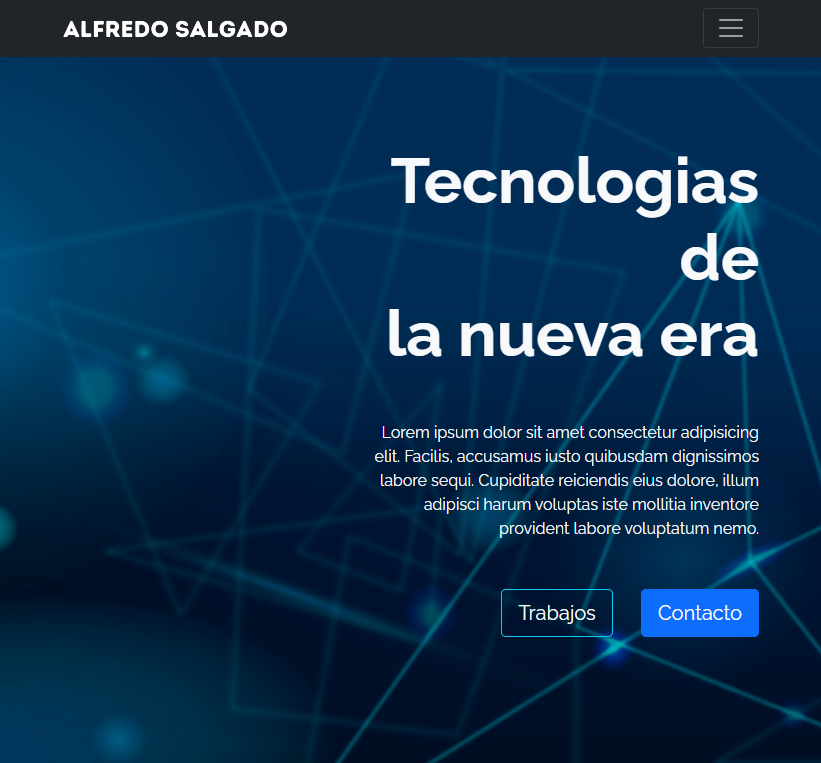 ALFREDO SALGADO
Tecnologias
de
la nueva era
Lorem ipsum dolor sit amet consectetur adipisicing
elit. Facilis, accusamus iusto quibusdam dignissimos
labore sequi. Cupiditate reiciendis eius dolore, illum
adipisci harum voluptas iste mollitia inventore
provident labore voluptatum nemo.
Trabajos
Contacto